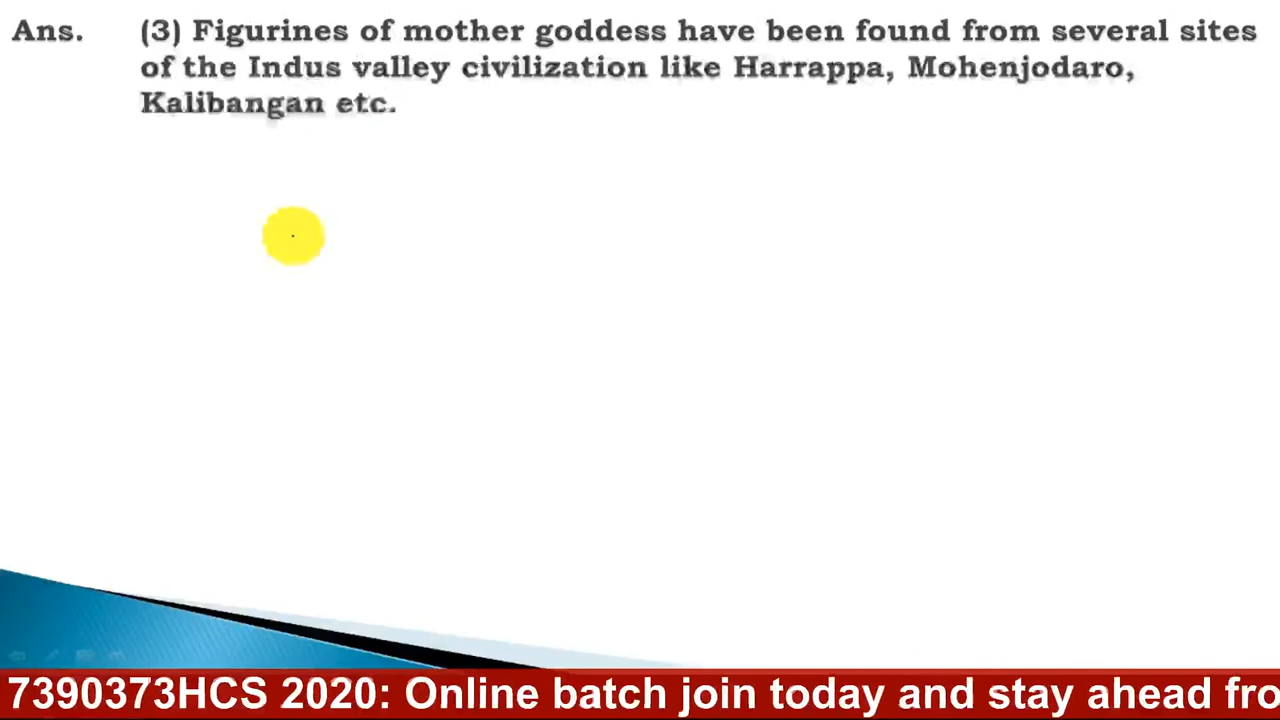 Ans. (3) Figurines of mother goddess have been found from several sites
of the Indus valley civilization like Harrappa, Mohenjodaro,
Kalibangan etc.
7390373HCS 2020: Online batch join today and stay ahead fro